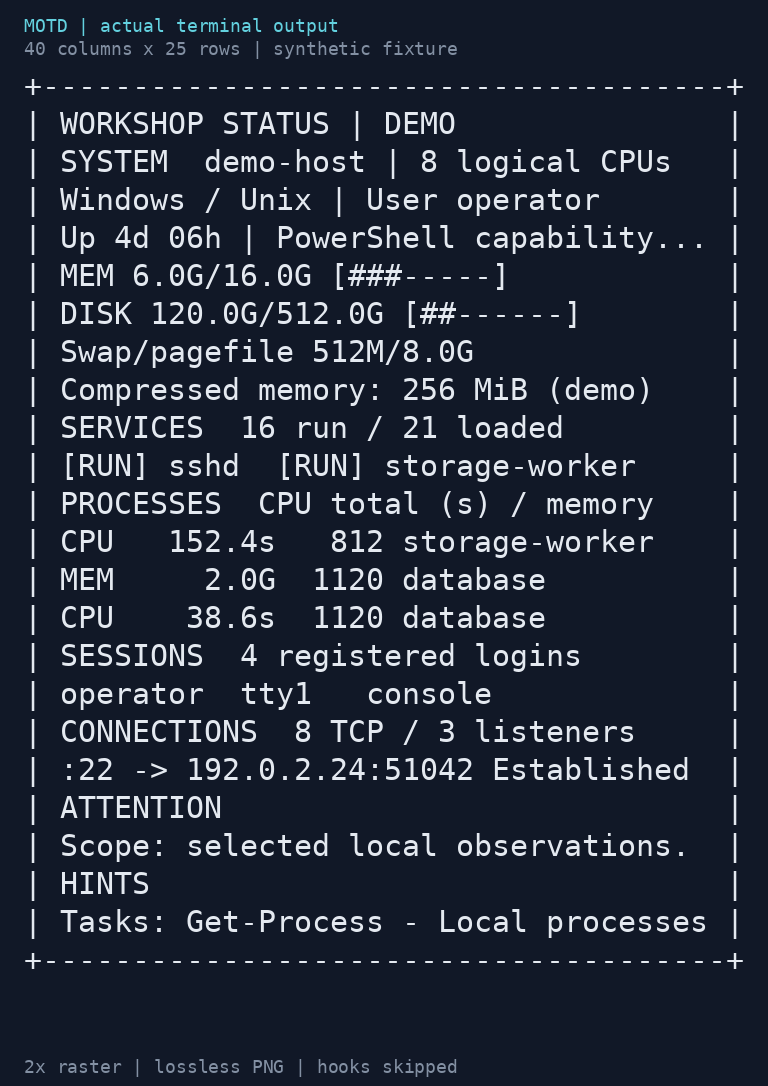 MOTD | actual terminal output
40 columns x 25 rows | synthetic fixture
+--------------------------------------+
| WORKSHOP STATUS | DEMO               |
| SYSTEM  demo-host | 8 logical CPUs   |
| Windows / Unix | User operator       |
| Up 4d 06h | PowerShell capability... |
| MEM 6.0G/16.0G [###-----]            |
| DISK 120.0G/512.0G [##------]        |
| Swap/pagefile 512M/8.0G              |
| Compressed memory: 256 MiB (demo)    |
| SERVICES  16 run / 21 loaded         |
| [RUN] sshd  [RUN] storage-worker     |
| PROCESSES  CPU total (s) / memory    |
| CPU   152.4s   812 storage-worker    |
| MEM     2.0G  1120 database          |
| CPU    38.6s  1120 database          |
| SESSIONS  4 registered logins        |
| operator  tty1   console             |
| CONNECTIONS  8 TCP / 3 listeners     |
| :22 -> 192.0.2.24:51042 Established  |
| ATTENTION                            |
| Scope: selected local observations.  |
| HINTS                                |
| Tasks: Get-Process - Local processes |
+--------------------------------------+
2x raster | lossless PNG | hooks skipped